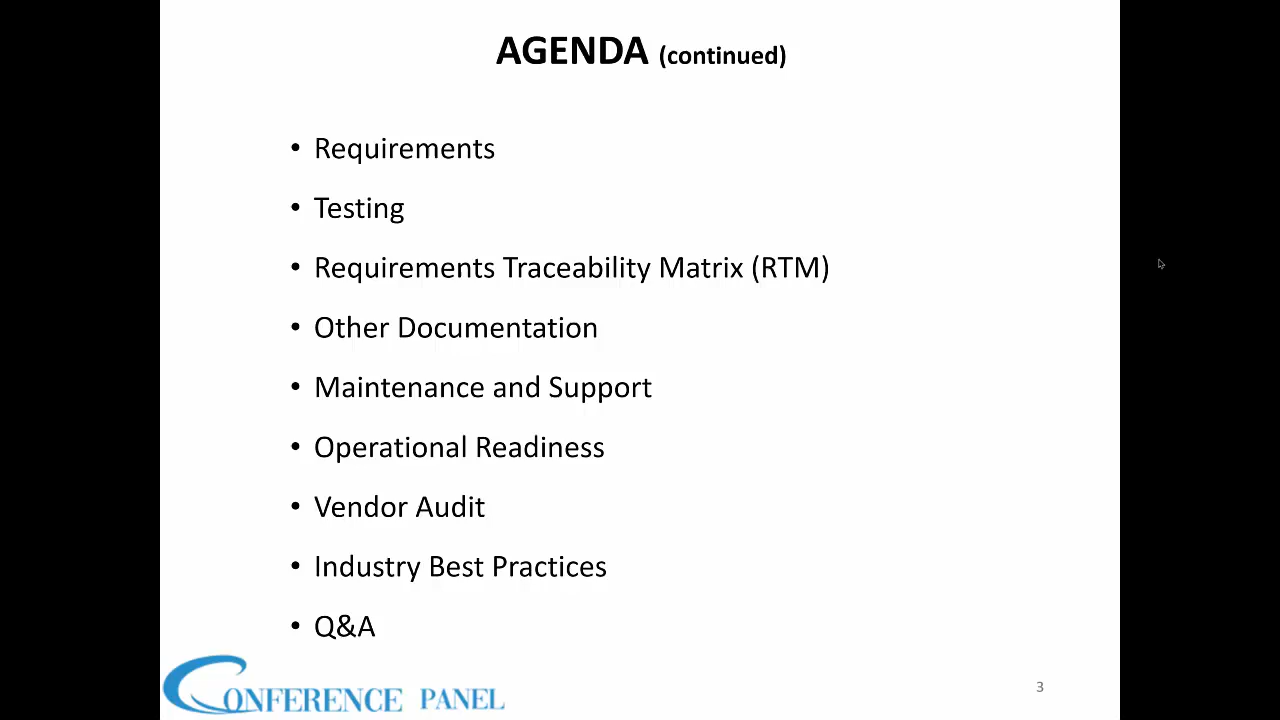 AGENDA (continued)
• Requirements
• Testing
• Requirements Traceability Matrix (RTM)
• Other Documentation
• Maintenance and Support
• Operational Readiness
• Vendor Audit
• Industry Best Practices
• Q&A
CONFERENCE PANEL
3